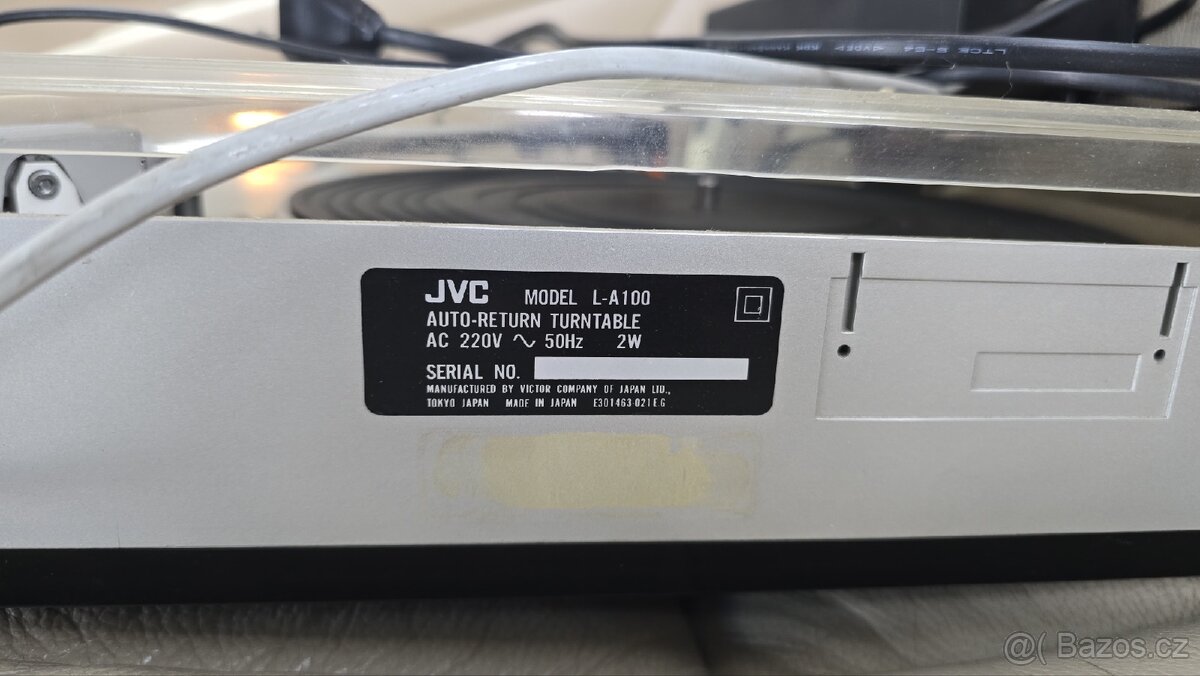 JVC MODEL L-A100
AUTO-RETURN TURNTABLE
AC 220V ∿ 50Hz 2W
SERIAL NO.
MANUFACTURED BY VICTOR COMPANY OF JAPAN LTD.,
TOKYO JAPAN MADE IN JAPAN E301463-021E.G
@( Bazos.cz